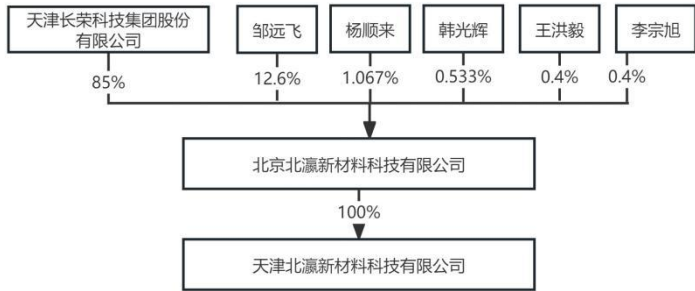 天津长荣科技集团股份
有限公司
邹远飞
杨顺来
韩光辉
王洪毅
李宗旭
85%
12.6%
1.067%
0.533%
0.4%
0.4%
北京北瀛新材料科技有限公司
100%
天津北瀛新材料科技有限公司